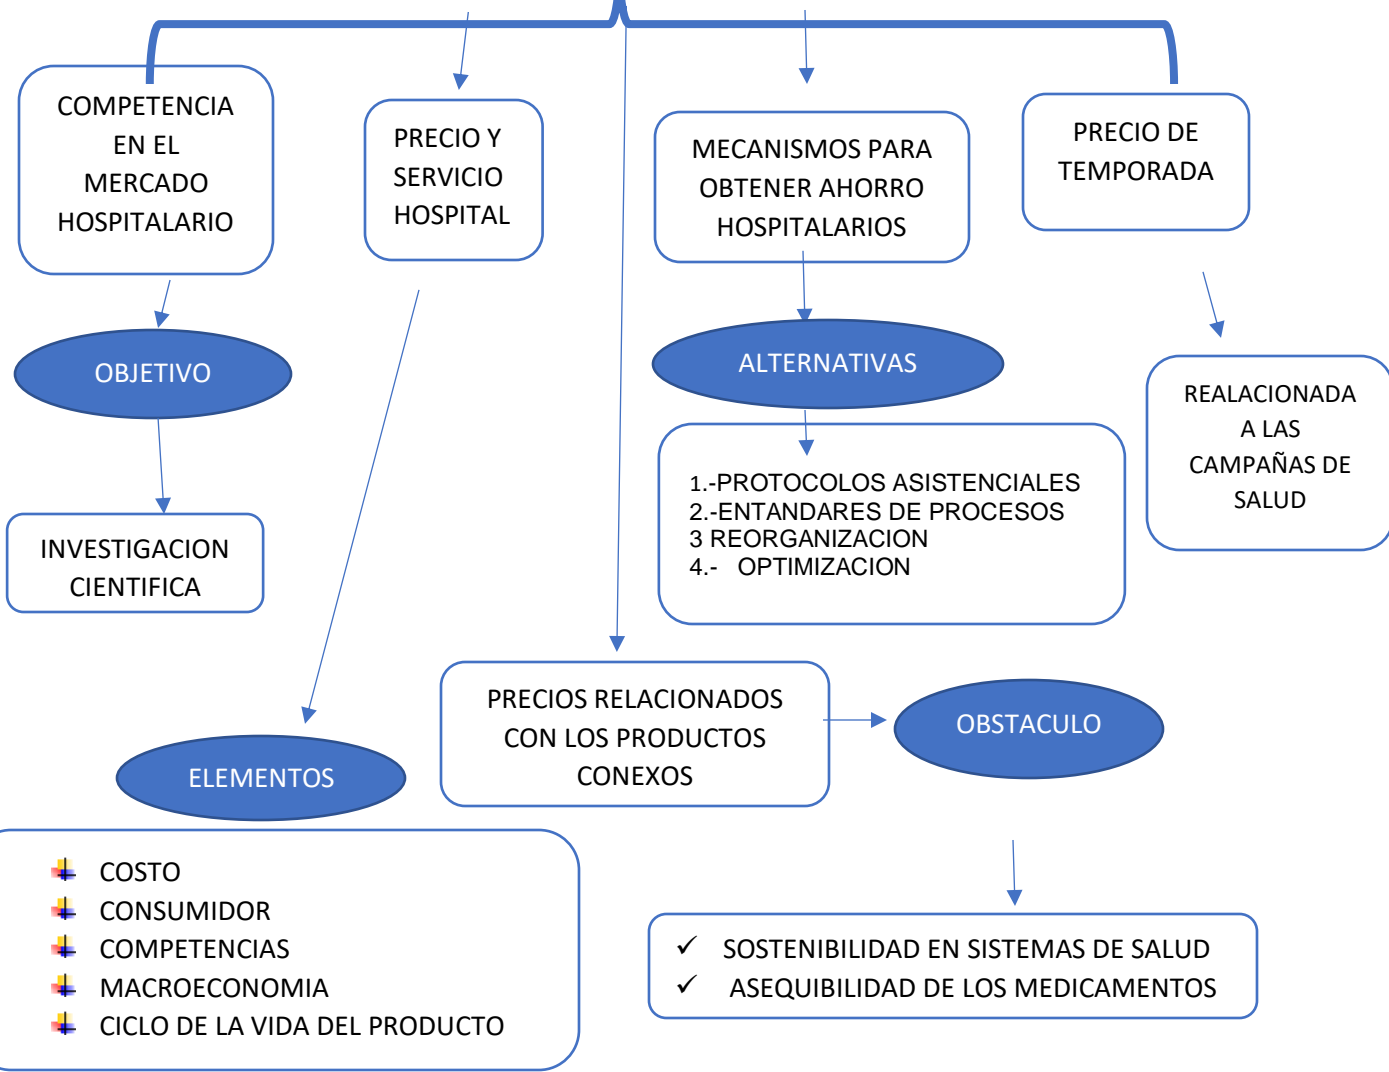 COMPETENCIA
EN EL
MERCADO
HOSPITALARIO
PRECIO Y
SERVICIO
HOSPITAL
MECANISMOS PARA
OBTENER AHORRO
HOSPITALARIOS
PRECIO DE
TEMPORADA
OBJETIVO
ALTERNATIVAS
REALACIONADA
A LAS
CAMPAÑAS DE
SALUD
INVESTIGACION
CIENTIFICA
1.-PROTOCOLOS ASISTENCIALES
2.-ENTANDARES DE PROCESOS
3 REORGANIZACION
4.- OPTIMIZACION
PRECIOS RELACIONADOS
CON LOS PRODUCTOS
CONEXOS
OBSTACULO
ELEMENTOS
COSTO
CONSUMIDOR
COMPETENCIAS
MACROECONOMIA
CICLO DE LA VIDA DEL PRODUCTO
✓ SOSTENIBILIDAD EN SISTEMAS DE SALUD
✓ ASEQUIBILIDAD DE LOS MEDICAMENTOS